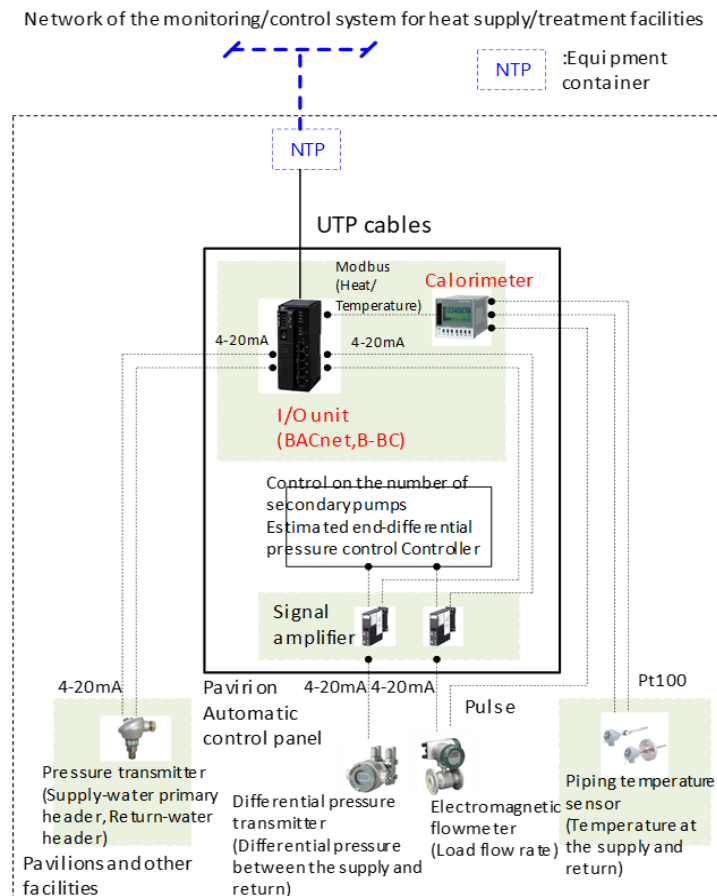 Network of the monitoring/control system for heat supply/treatment facilities
NTP
:Equipment
container
NTP
UTP cables
Modbus
(Heat/
Temperature)
Calorimeter
4-20mA
4-20mA
I/O unit
(BACnet,B-BC)
Control on the number of
secondary pumps
Estimated end-differential
pressure control Controller
Signal
amplifier
4-20mA
Pavirion
Automatic
control panel
4-20mA
4-20mA
Pulse
Pt100
Pressure transmitter
(Supply-water primary
header, Return-water
header)
Differential pressure
transmitter
(Differential pressure
between the supply and
return)
Electromagnetic
flowmeter
(Load flow rate)
Piping temperature
sensor
(Temperature at
the supply and
return)
Pavilions and other
facilities